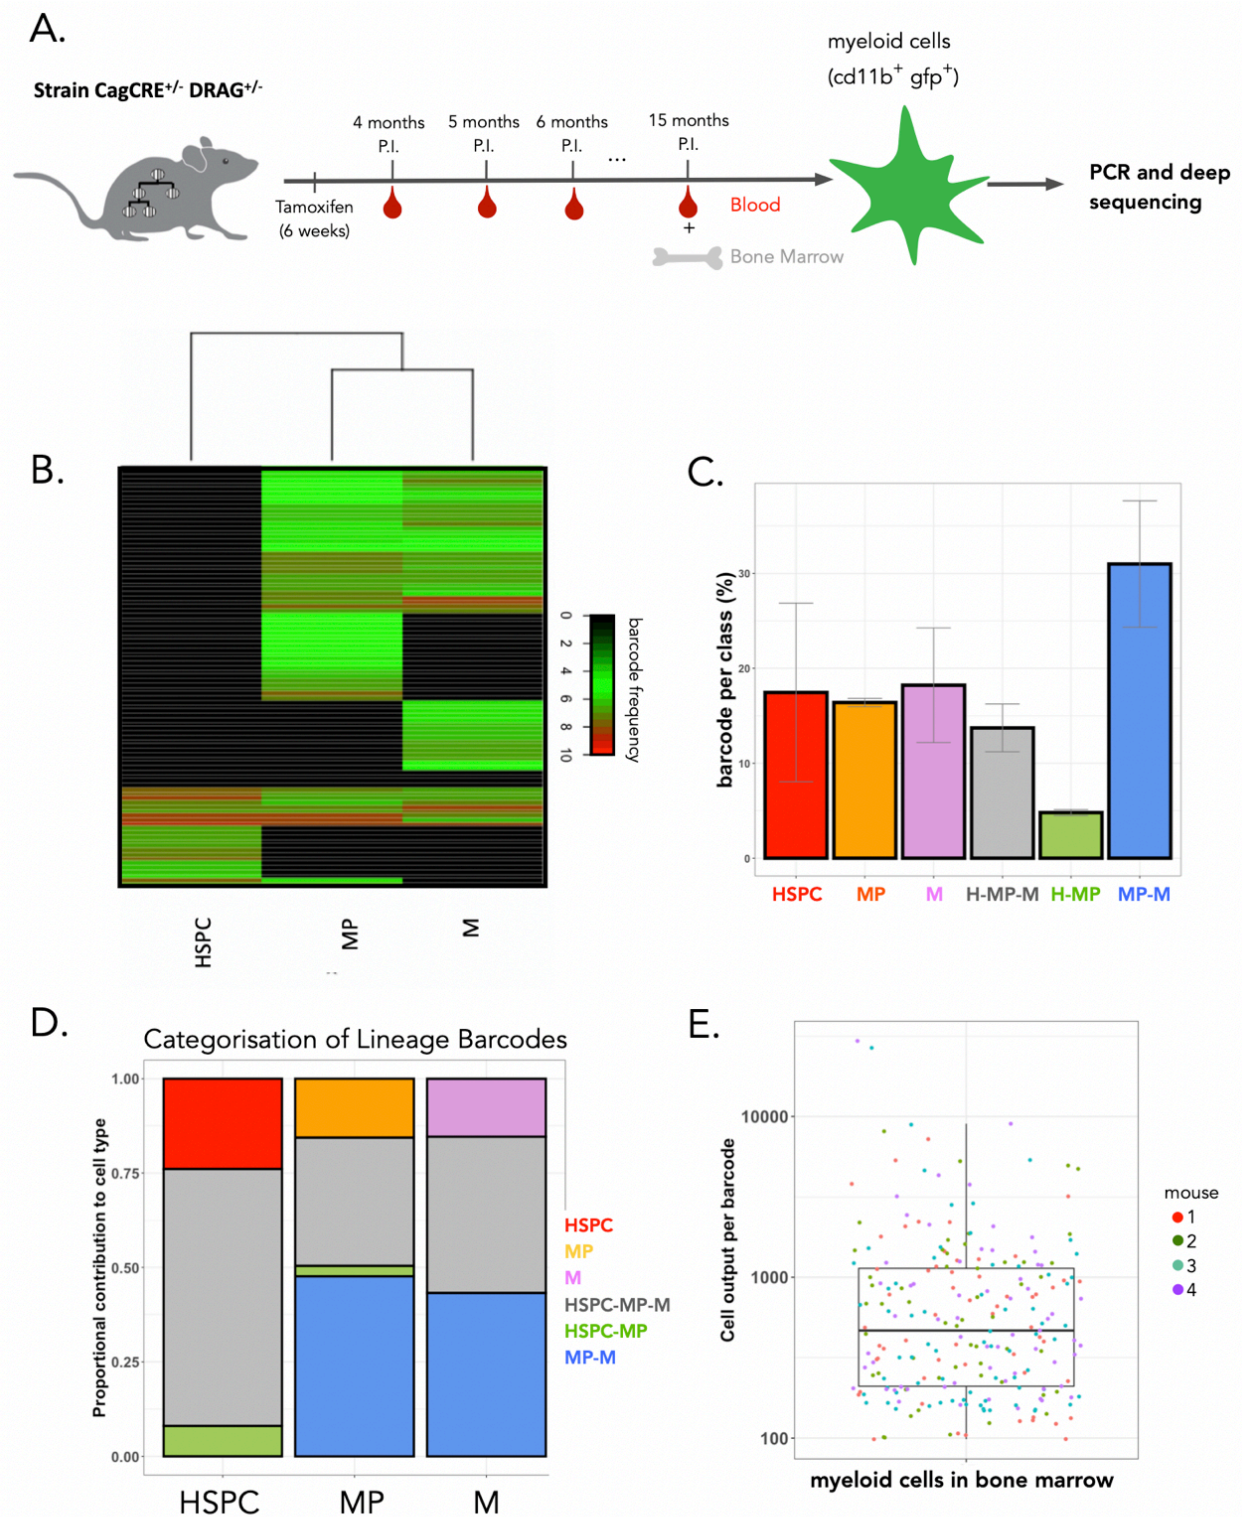 A.
Strain CagCRE+/- DRAG+/-
4 months
P.I.
5 months
P.I.
6 months
P.I.
...
15 months
P.I.
Tamoxifen
(6 weeks)
+
Blood
Bone Marrow
myeloid cells
(cd11b+ gfp+)
PCR and deep
sequencing
B.
0
2
4
6
8
10
barcode frequency
HSPC
MP
M
C.
barcode per class (%)
30
20
10
0
HSPC
MP
M
H-MP-M
H-MP
MP-M
D.
Categorisation of Lineage Barcodes
Proportional contribution to cell type
1.00
0.75
0.50
0.25
0.00
HSPC
MP
M
HSPC
MP
M
HSPC-MP-M
HSPC-MP
MP-M
E.
Cell output per barcode
10000
1000
100
myeloid cells in bone marrow
mouse
1
2
3
4